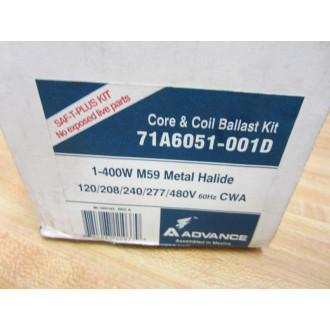 SAF-T-PLUS KIT
No exposed live parts
Core & Coil Ballast Kit
71A6051-001D
1-400W M59 Metal Halide
120/208/240/277/480V 60Hz CWA
ADVANCE
Assembled in Mexico